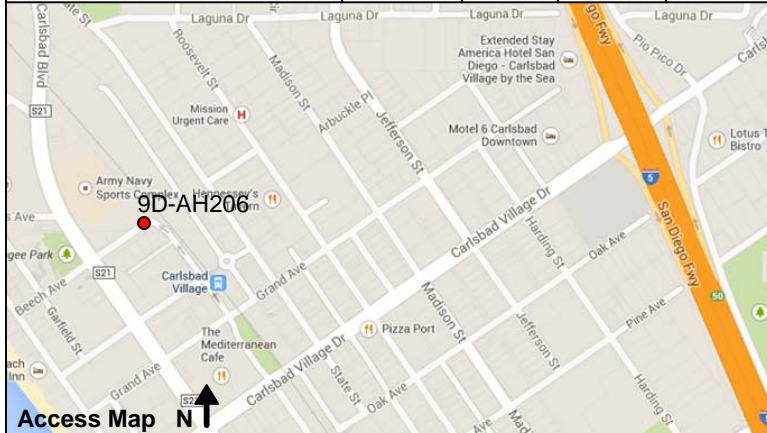 Laguna Dr
Laguna Dr
Laguna Dr
Laguna Dr
Carlsbad Blvd
Roosevelt St
Madison St
Extended Stay
America Hotel San
Diego - Carlsbad
Village by the Sea
Pio Pico Dr
Fwy
S21
Mission
Urgent Care
H
Arbuckle Pl
Jefferson St
Motel 6 Carlsbad
Downtown
Bistro
Lotus
5
Army Navy
Sports Complex
Hennessey's
9D-AH206
Carlsbad Village Dr
Harding St
Oak Ave
San Diego Fwy
S21
Carlsbad
Village
Grand Ave
Beech Ave
Garfield St
50
Madison St
Jefferson St
Pine Ave
The
Mediterranean
Cafe
Pizza Port
Inn
Grand Ave
Carlsbad Village Dr
State St
Oak Ave
Harding St
Access Map N
5